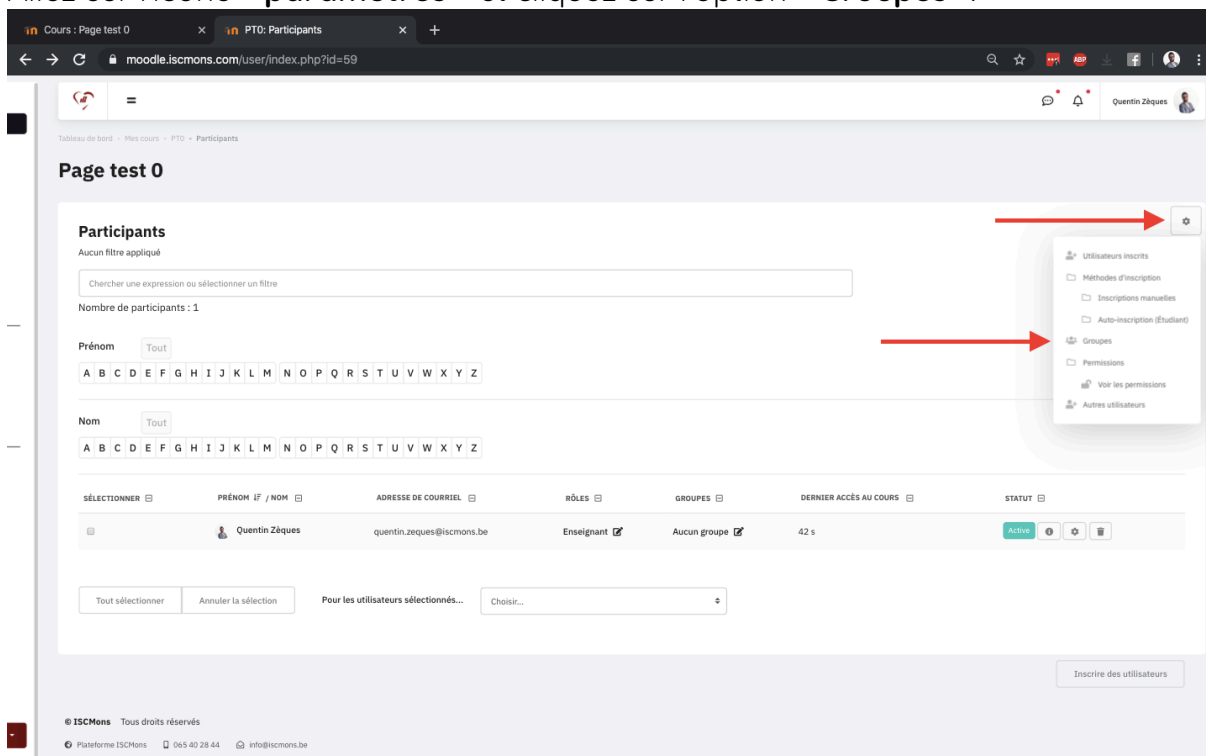 Allez sur l'icône « paramètres » et cliquez sur l'option « Groupes ».
Cours : Page test 0 × PT0: Participants × +
moodle.iscmons.com/user/index.php?id=59 ABP
Quentin Zèques
Tableau de bord - Mes cours - PT0 - Participants
Page test 0
Participants
Aucun filtre appliqué
Chercher une expression ou sélectionner un filtre
Nombre de participants : 1
Utilisateurs inscrits
Méthodes d'inscription
Inscriptions manuelles
Auto-inscription (Étudiant)
Groupes
Permissions
Voir les permissions
Autres utilisateurs
Prénom Tout
A B C D E F G H I J K L M N O P Q R S T U V W X Y Z
Nom Tout
A B C D E F G H I J K L M N O P Q R S T U V W X Y Z
SÉLECTIONNER PRÉNOM / NOM ADRESSE DE COURRIEL RÔLES GROUPES DERNIER ACCÈS AU COURS STATUT
Quentin Zèques quentin.zeques@iscmons.be Enseignant Aucun groupe 42 s Active
Tout sélectionner Annuler la sélection Pour les utilisateurs sélectionnés... Choisir...
Inscrire des utilisateurs
© ISCMons Tous droits réservés
Plateforme ISCMons 065 40 28 44 info@iscmons.be